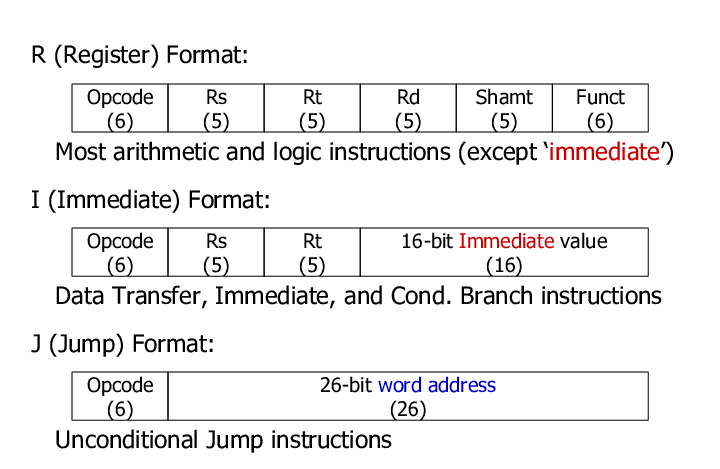 R (Register) Format:
Opcode Rs Rt Rd Shamt Funct
(6) (5) (5) (5) (5) (6)
Most arithmetic and logic instructions (except ‘immediate’)
I (Immediate) Format:
Opcode Rs Rt 16-bit Immediate value
(6) (5) (5) (16)
Data Transfer, Immediate, and Cond. Branch instructions
J (Jump) Format:
Opcode 26-bit word address
(6) (26)
Unconditional Jump instructions